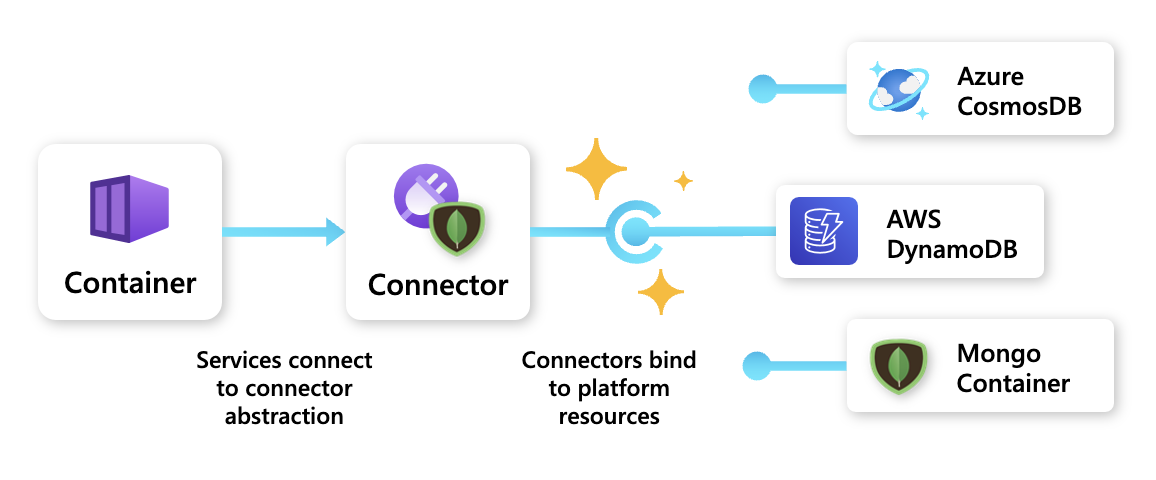 Container
Connector
Services connect
to connector
abstraction
Connectors bind
to platform
resources
Azure
CosmosDB
AWS
DynamoDB
Mongo
Container